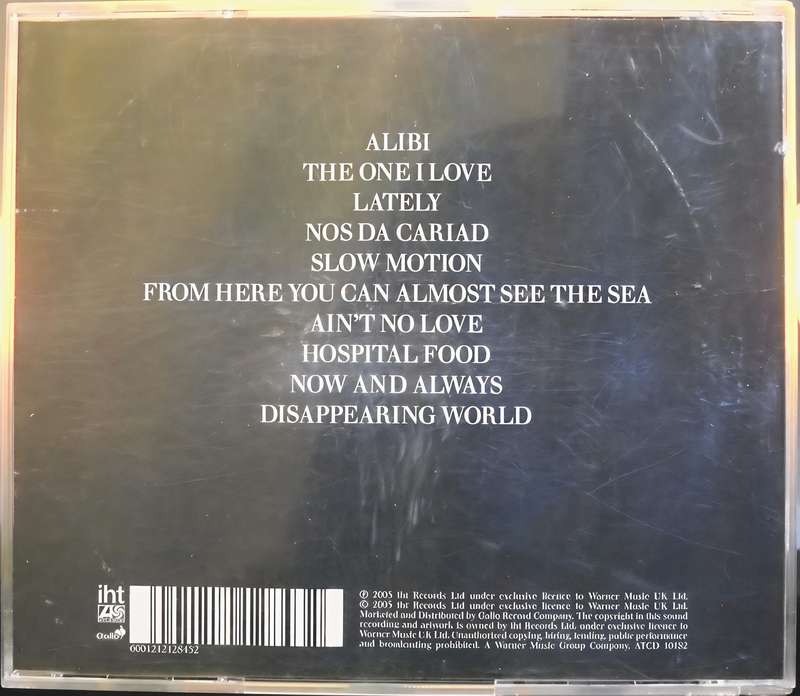 ALIBI
THE ONE I LOVE
LATELY
NOS DA CARIAD
SLOW MOTION
FROM HERE YOU CAN ALMOST SEE THE SEA
AIN'T NO LOVE
HOSPITAL FOOD
NOW AND ALWAYS
DISAPPEARING WORLD
iht
Gallo
0001212128452
℗ 2005 Iht Records Ltd under exclusive licence to Warner Music UK Ltd.
© 2005 Iht Records Ltd under exclusive licence to Warner Music UK Ltd.
Marketed and Distributed by Gallo Record Company. The copyright in this sound
recording and artwork is owned by Iht Records Ltd. under exclusive licence to
Warner Music UK Ltd. Unauthorized copying, hiring, lending, public performance
and broadcasting prohibited. A Warner Music Group Company. ATCD 10182